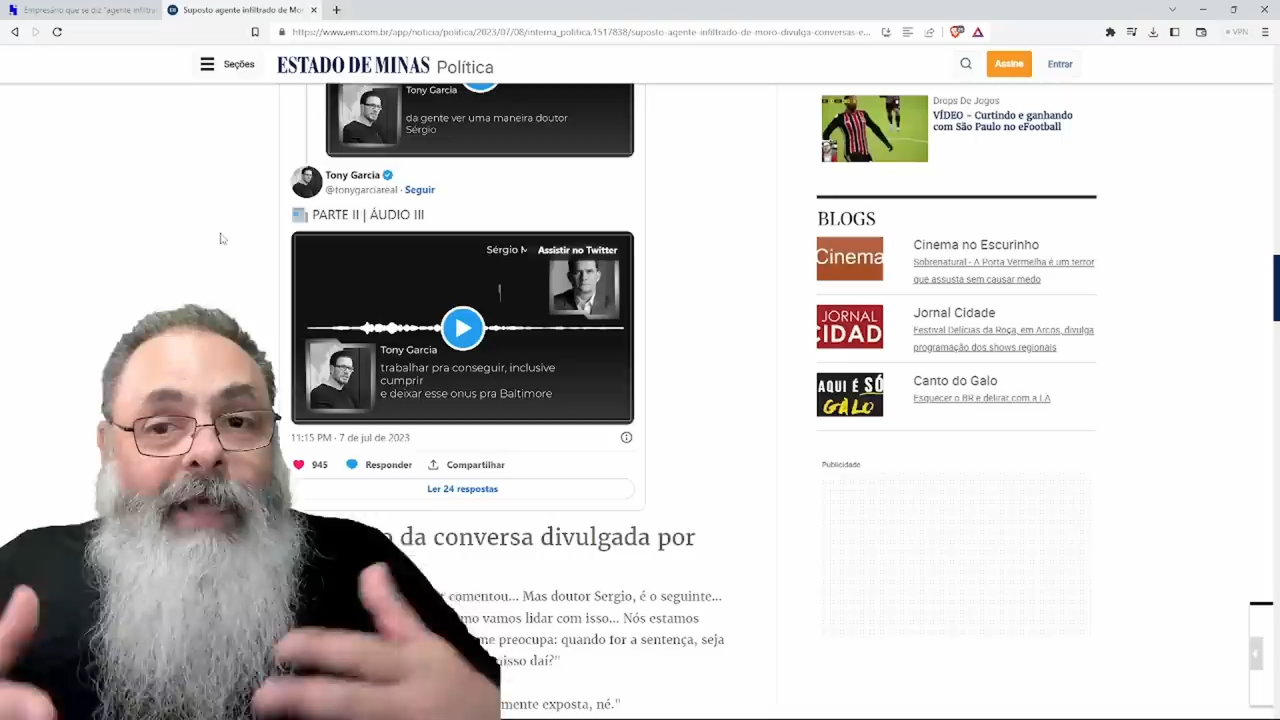 Empresário que se diz "agente infiltra
Suposto agente infiltrado de Mo
https://www.em.com.br/app/noticia/politica/2023/07/08/interna_politica,1517838/suposto-agente-infiltrado-de-moro-divulga-conversas-e...
VPN
Seções
ESTADO DE MINAS Política
Assine
Entrar
Tony Garcia
da gente ver uma maneira doutor
Sérgio
Tony Garcia
@tonygarciareal · Seguir
PARTE II | ÁUDIO III
Sérgio M
Assistir no Twitter
Tony Garcia
trabalhar pra conseguir, inclusive
cumprir
e deixar esse onus pra Baltimore
11:15 PM · 7 de jul de 2023
945
Responder
Compartilhar
Ler 24 respostas
da conversa divulgada por
comentou... Mas doutor Sergio, é o seguinte...
mo vamos lidar com isso... Nós estamos
me preocupa: quando for a sentença, seja
nisso daí?"
mente exposta, né."
Drops De Jogos
VÍDEO - Curtindo e ganhando
com São Paulo no eFootball
BLOGS
Cinema
Cinema no Escurinho
Sobrenatural - A Porta Vermelha é um terror
que assusta sem causar medo
JORNAL
CIDAD
Jornal Cidade
Festival Delícias da Roça, em Arcos, divulga
programação dos shows regionais
AQUI É SÓ
GALO
Canto do Galo
Esquecer o BR e delirar com a LA
Publicidade